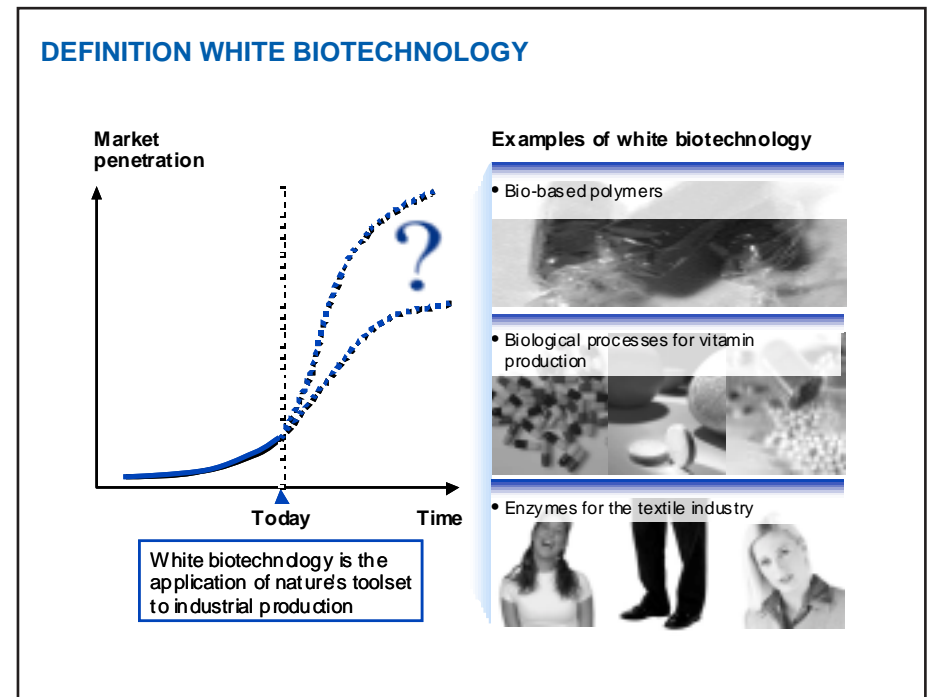 DEFINITION WHITE BIOTECHNOLOGY
Market
penetration
?
Today
Time
White biotechnology is the
application of nature's toolset
to industrial production
Examples of white biotechnology
• Bio-based polymers
• Biological processes for vitamin
production
• Enzymes for the textile industry